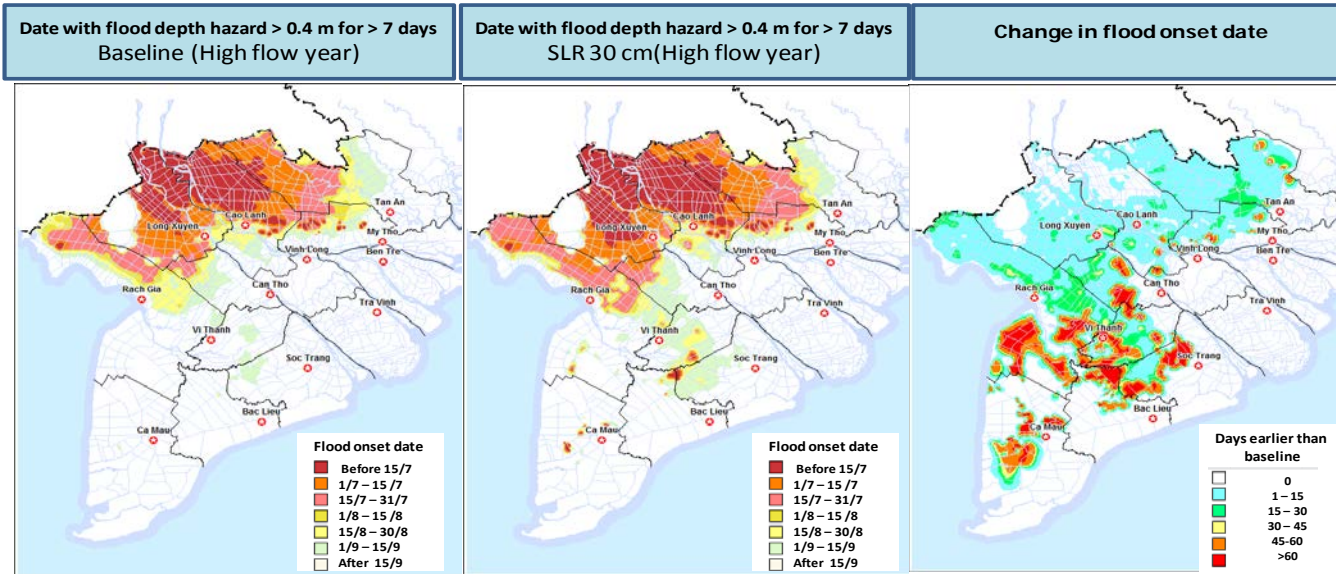 Date with flood depth hazard > 0.4 m for > 7 days
Baseline (High flow year)
Date with flood depth hazard > 0.4 m for > 7 days
SLR 30 cm(High flow year)
Change in flood onset date
Tan An
Cao Lanh
My Tho
Long Xuyen
Vinh Long
Ben Tre
Rach Gia
Can Tho
Tra Vinh
Vi Thanh
Soc Trang
Bac Lieu
Ca Mau
Flood onset date
Before 15/7
1/7 – 15/7
15/7 – 31/7
1/8 – 15/8
15/8 – 30/8
1/9 – 15/9
After 15/9
Tan An
Cao Lanh
My Tho
Long Xuyen
Vinh Long
Ben Tre
Rach Gia
Can Tho
Tra Vinh
Vi Thanh
Soc Trang
Bac Lieu
Ca Mau
Flood onset date
Before 15/7
1/7 – 15/7
15/7 – 31/7
1/8 – 15/8
15/8 – 30/8
1/9 – 15/9
After 15/9
Tan An
Cao Lanh
My Tho
Long Xuyen
Vinh Long
Ben Tre
Rach Gia
Can Tho
Tra Vinh
Vi Thanh
Soc Trang
Bac Lieu
Ca Mau
Days earlier than
baseline
0
1 – 15
15 – 30
30 – 45
45-60
>60